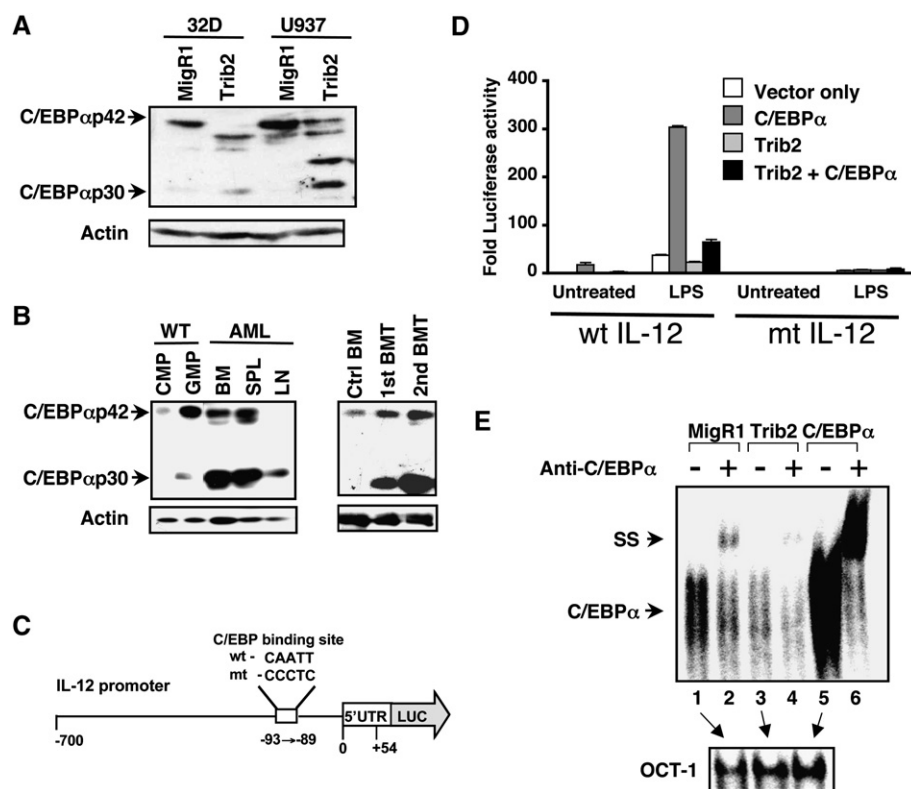 A
32D U937
MigR1 Trib2 MigR1 Trib2
C/EBPαp42
C/EBPαp30
Actin
B
WT AML
CMP GMP BM SPL LN
Ctrl BM 1st BMT 2nd BMT
C/EBPαp42
C/EBPαp30
Actin
C
C/EBP binding site
wt - CAATT
mt -CCCTC
IL-12 promoter
5'UTR LUC
-700 -93→-89 0 +54
D
Fold Luciferase activity
400
300
200
100
0
Vector only
C/EBPα
Trib2
Trib2 + C/EBPα
Untreated LPS Untreated LPS
wt IL-12 mt IL-12
E
MigR1 Trib2 C/EBPα
Anti-C/EBPα - + - + - +
SS
C/EBPα
1 2 3 4 5 6
OCT-1